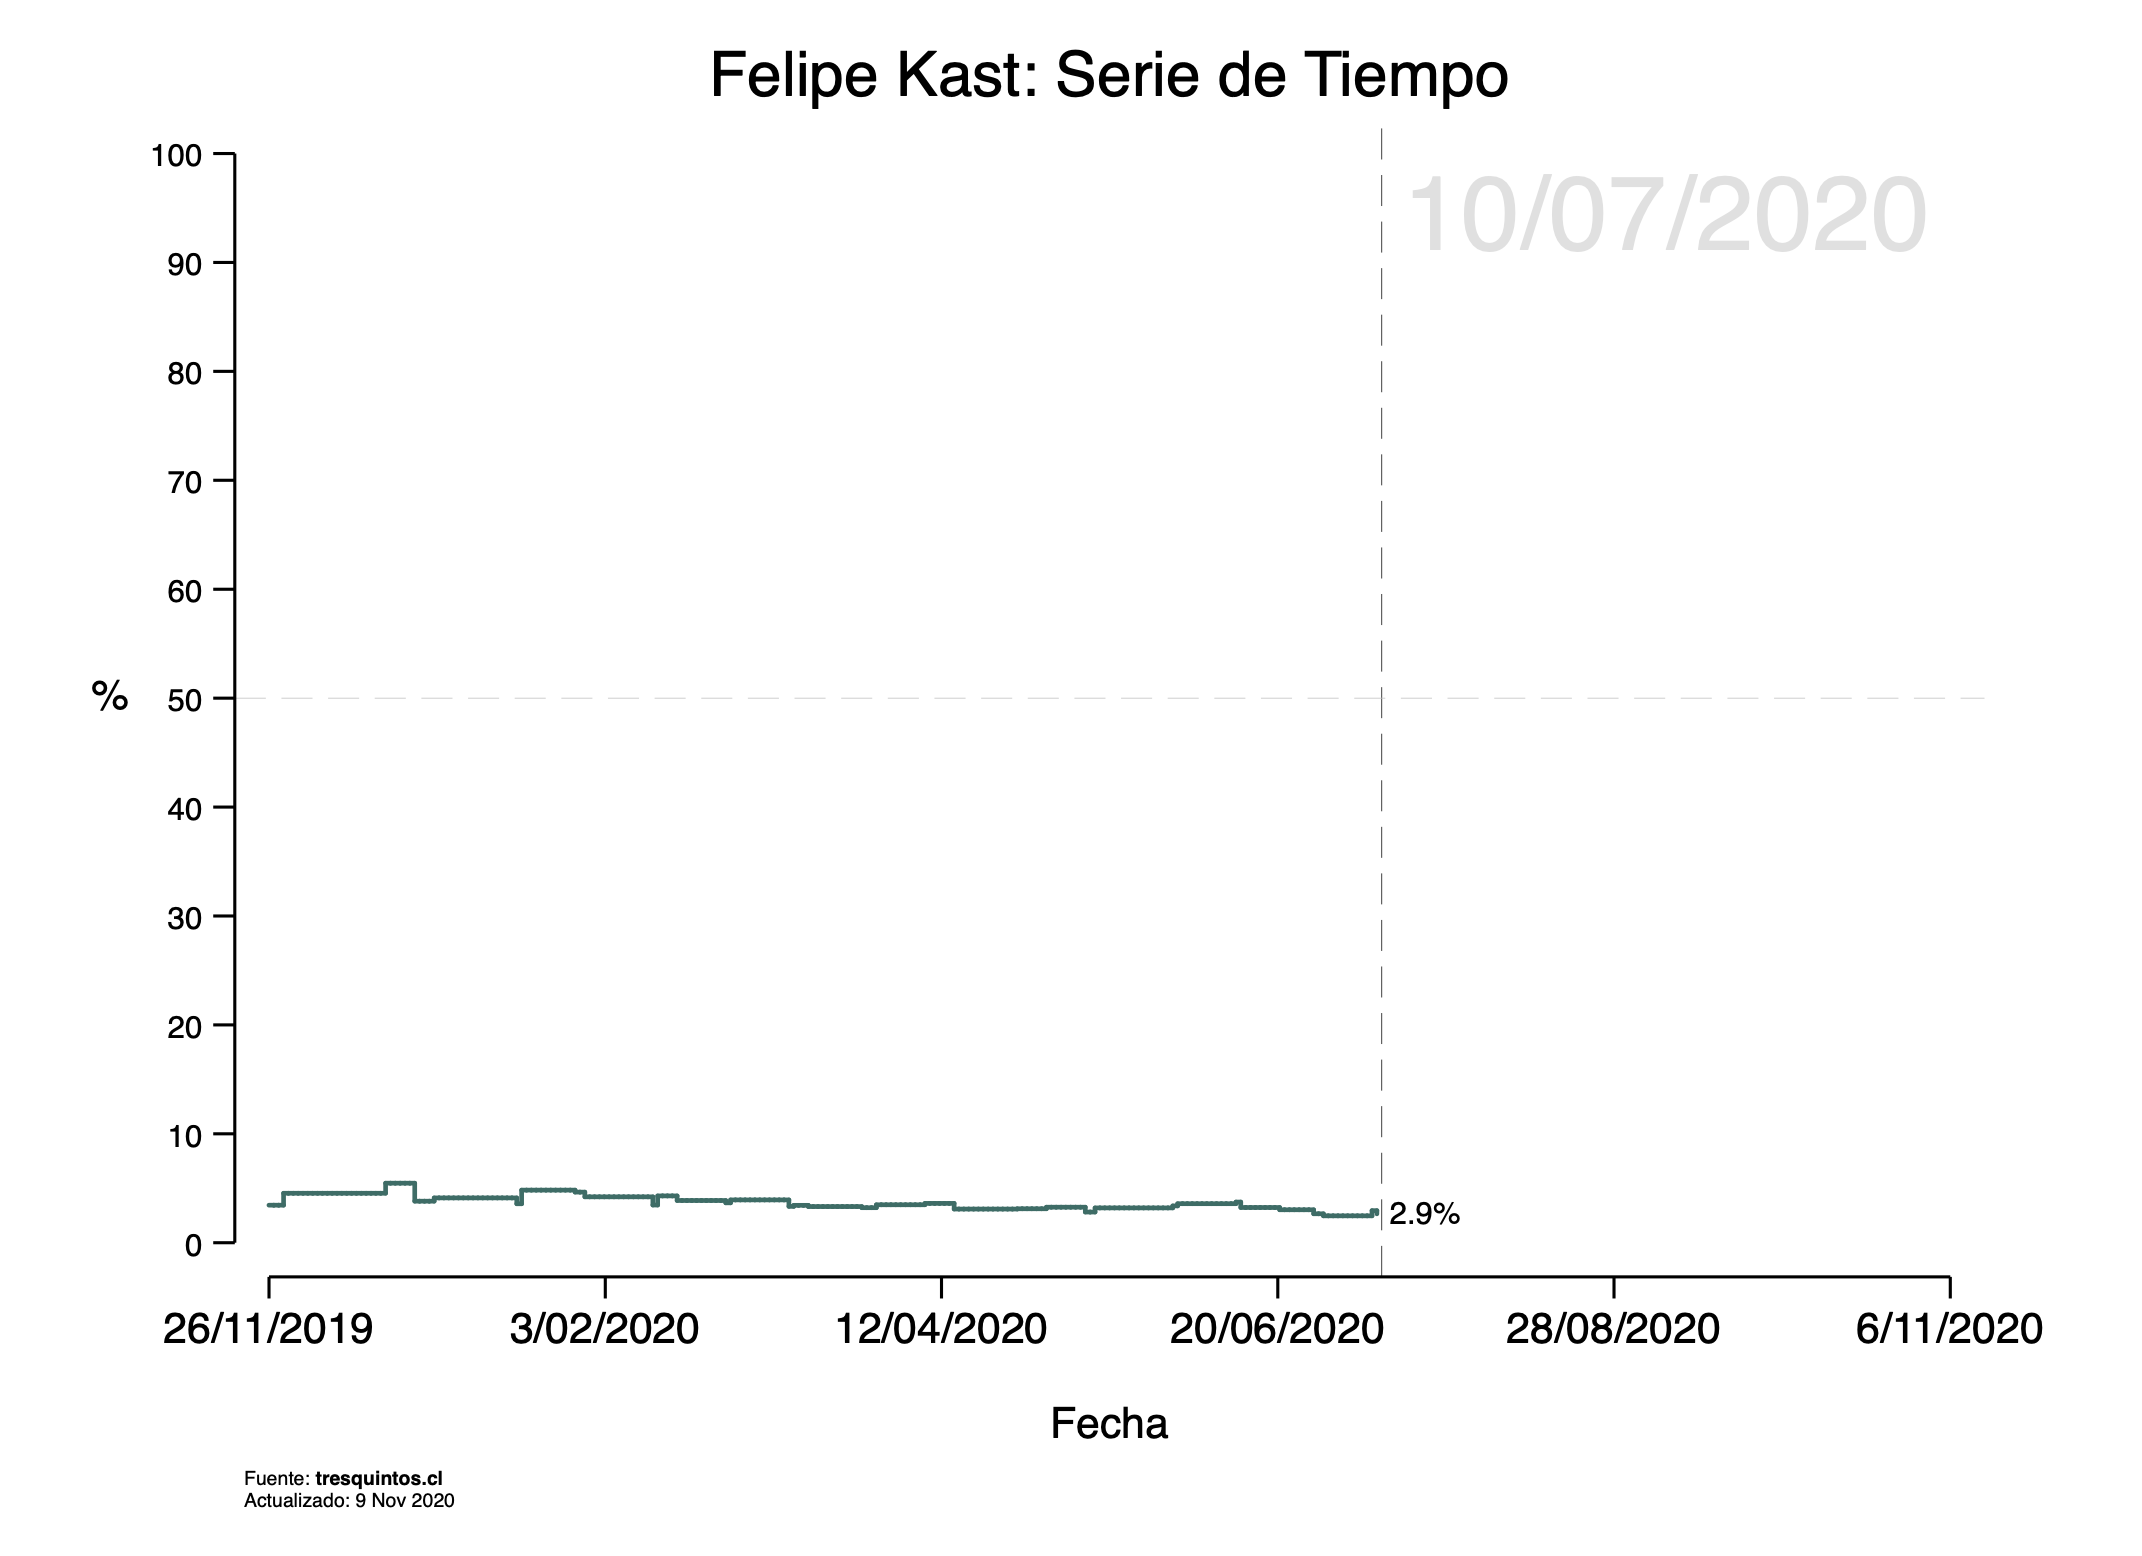 Felipe Kast: Serie de Tiempo
10/07/2020
100
90
80
70
60
50
40
30
20
10
0
%
2.9%
26/11/2019 3/02/2020 12/04/2020 20/06/2020 28/08/2020 6/11/2020
Fecha
Fuente: tresquintos.cl
Actualizado: 9 Nov 2020